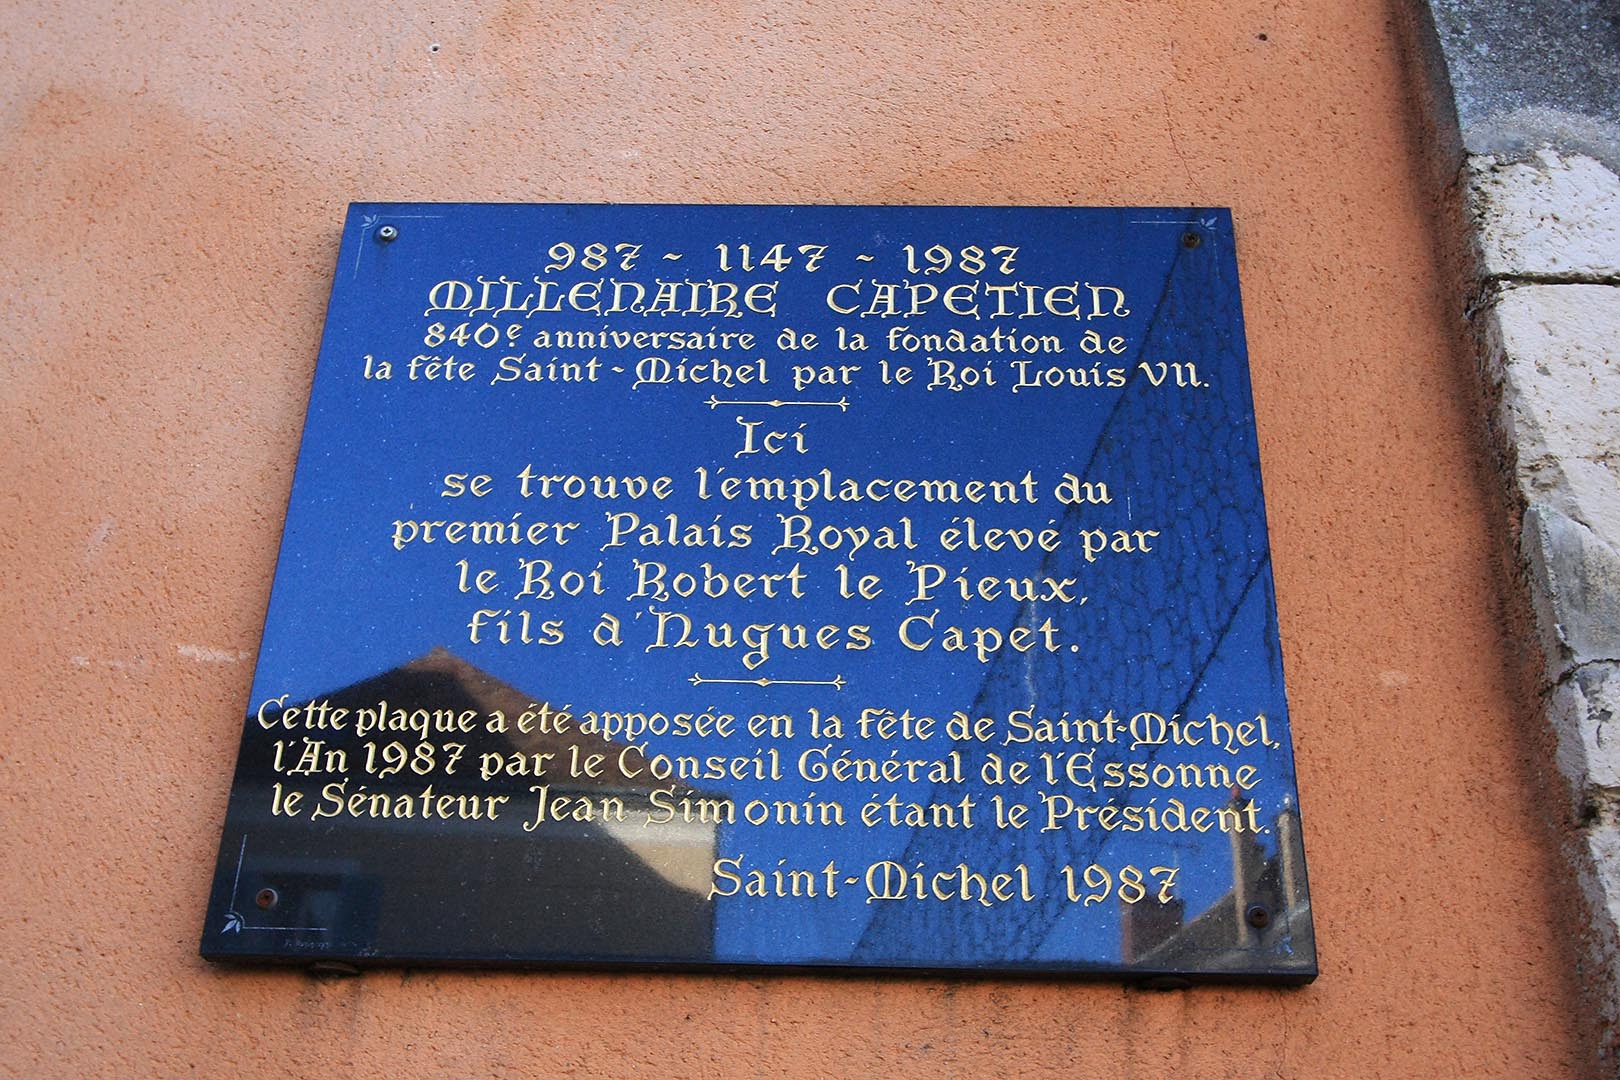 987 - 1147 - 1987
MILLENAIRE CAPETIEN
840e anniversaire de la fondation de
la fête Saint-Michel par le Roi Louis VII.
Ici
se trouve l'emplacement du
premier Palais Royal élevé par
le Roi Robert le Pieux,
fils d'Hugues Capet.
Cette plaque a été apposée en la fête de Saint-Michel,
l'An 1987 par le Conseil Général de l'Essonne
le Sénateur Jean Simonin étant le Président.
Saint-Michel 1987